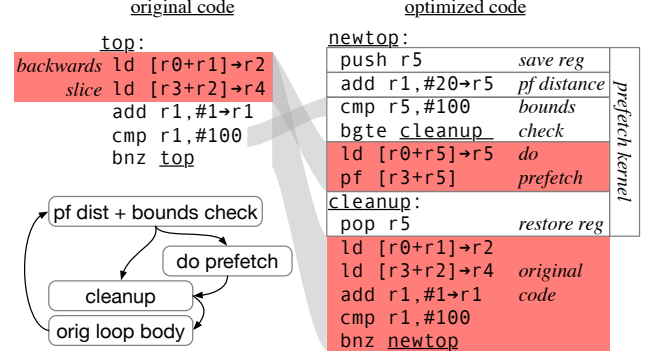 original code
top:
backwards ld [r0+r1]→r2
slice ld [r3+r2]→r4
add r1,#1→r1
cmp r1,#100
bnz top
pf dist + bounds check
do prefetch
cleanup
orig loop body
optimized code
newtop:
push r5 save reg
add r1,#20→r5 pf distance
cmp r5,#100 bounds
bgte cleanup check
ld [r0+r5]→r5 do
pf [r3+r5] prefetch
cleanup:
pop r5 restore reg
prefetch kernel
ld [r0+r1]→r2
ld [r3+r2]→r4 original
add r1,#1→r1 code
cmp r1,#100
bnz newtop